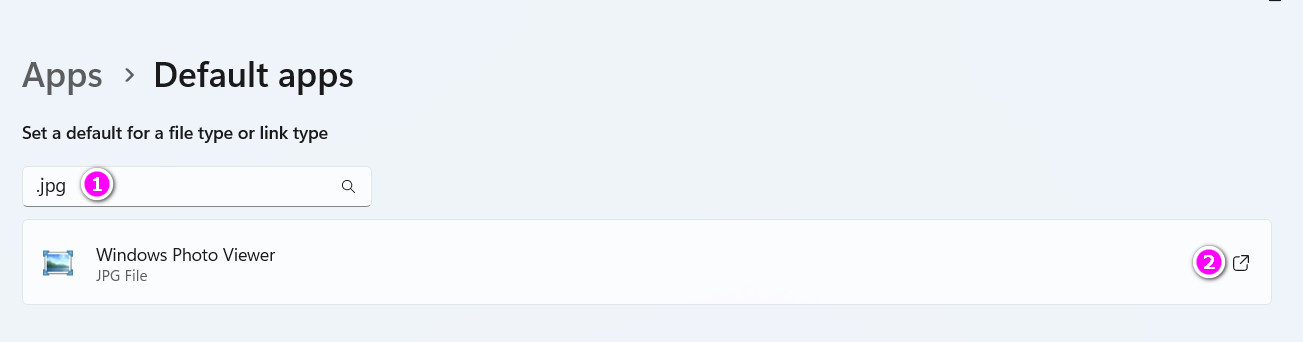 Apps > Default apps
Set a default for a file type or link type
.jpg 1
Windows Photo Viewer
2
JPG File